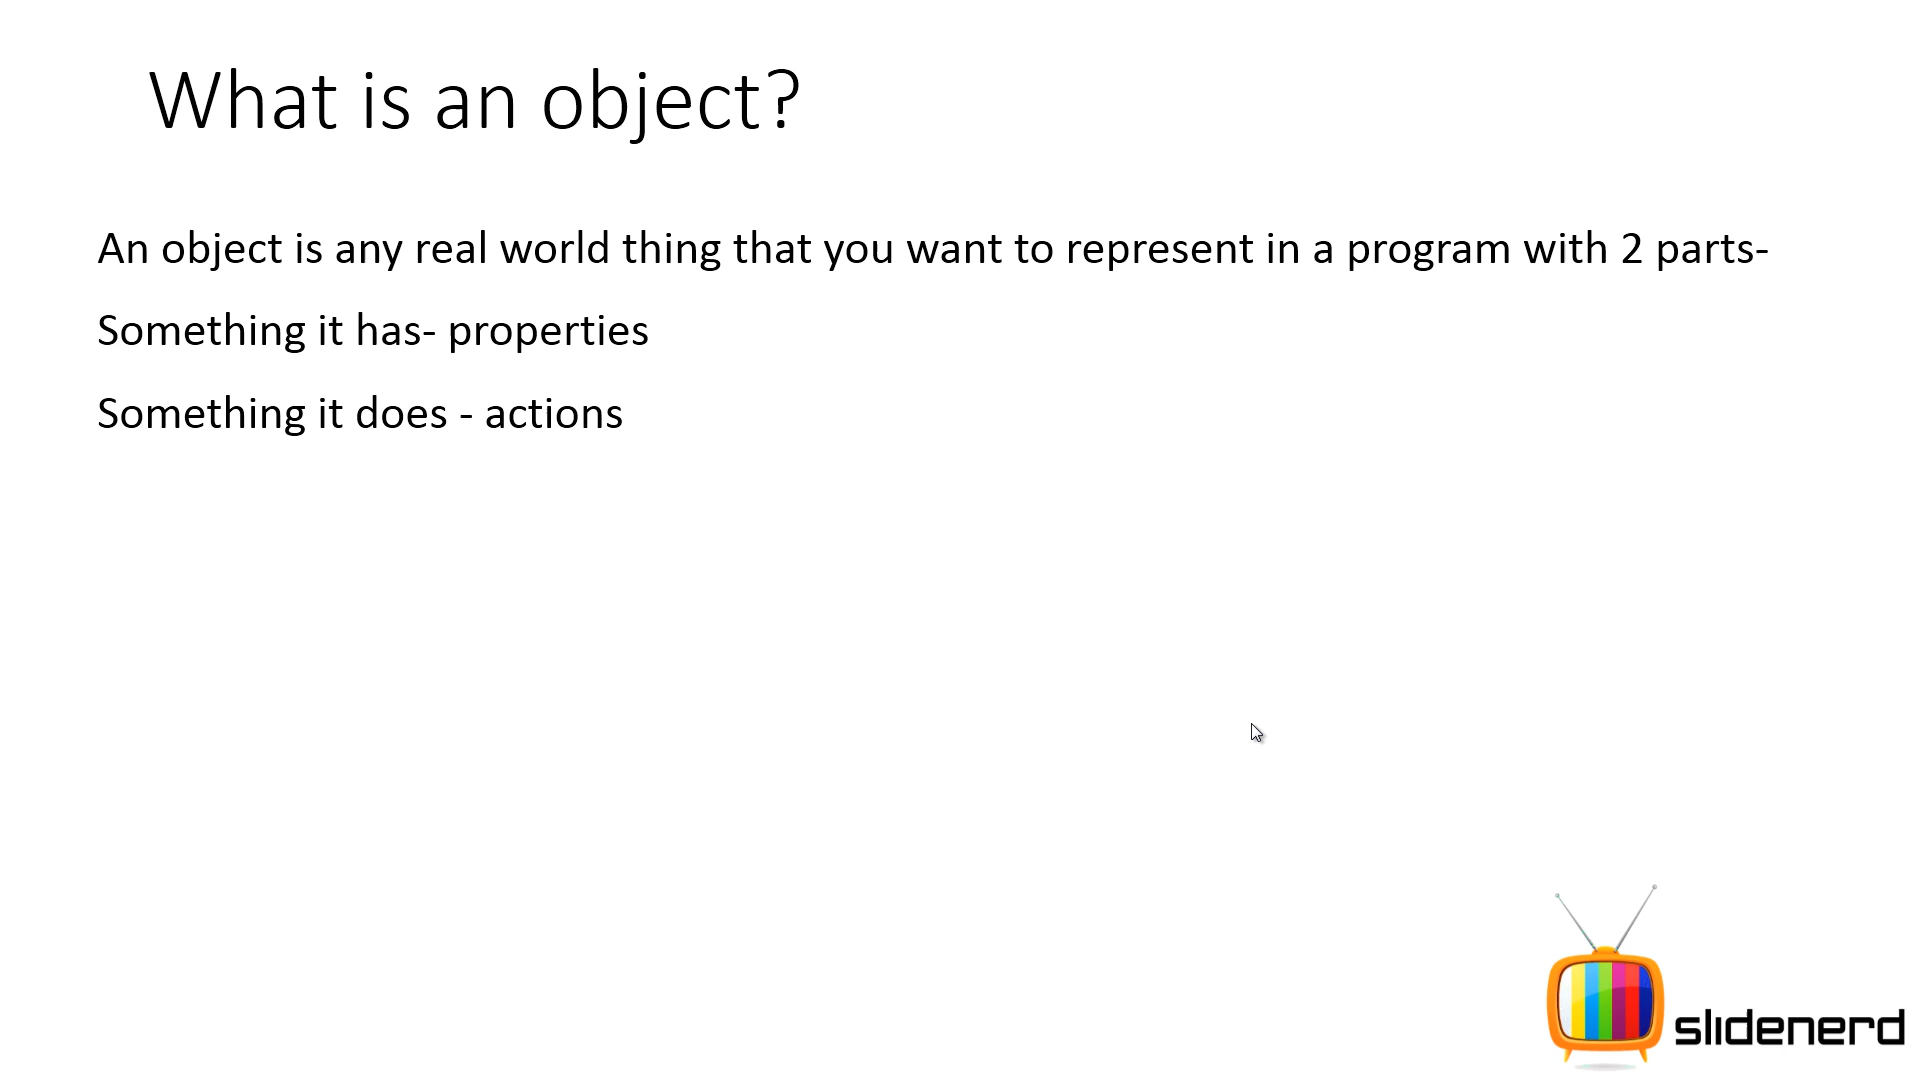 What is an object?
An object is any real world thing that you want to represent in a program with 2 parts-
Something it has- properties
Something it does - actions
slidenerd